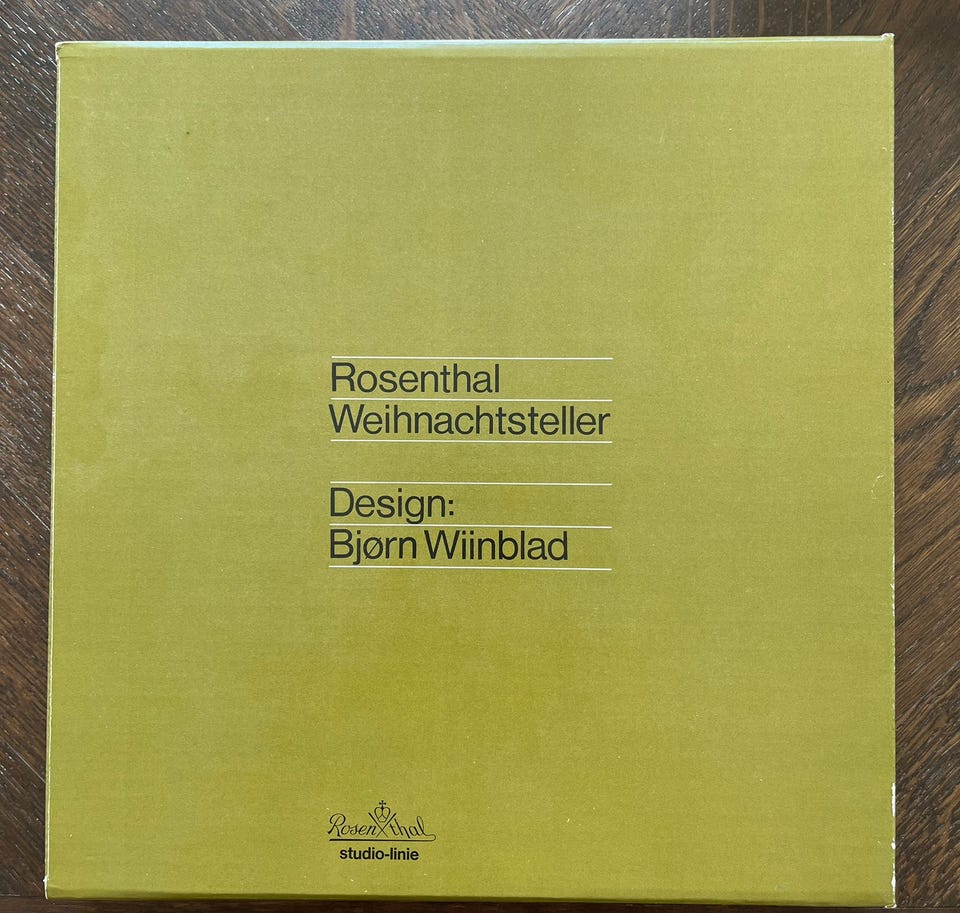 Rosenthal
Weihnachtsteller
Design:
Bjørn Wiinblad
Rosenthal
studio-linie